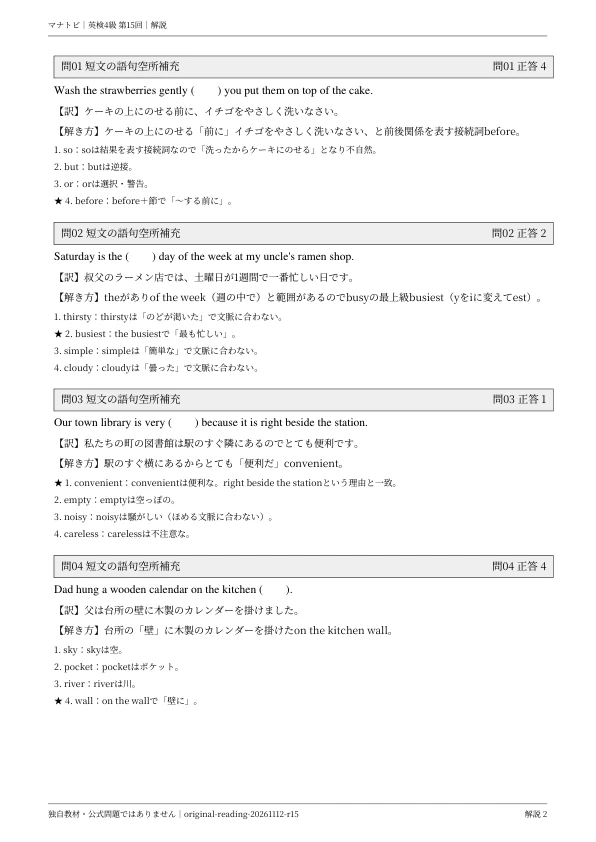 マナトビ｜英検4級 第15回｜解説
問01 短文の語句空所補充 問01 正答 4
Wash the strawberries gently (　　) you put them on top of the cake.
【訳】ケーキの上にのせる前に、イチゴをやさしく洗いなさい。
【解き方】ケーキの上にのせる「前に」イチゴをやさしく洗いなさい、と前後関係を表す接続詞before。
1. so：soは結果を表す接続詞なので「洗ったからケーキにのせる」となり不自然。
2. but：butは逆接。
3. or：orは選択・警告。
★ 4. before：before＋節で「〜する前に」。
問02 短文の語句空所補充 問02 正答 2
Saturday is the (　　) day of the week at my uncle's ramen shop.
【訳】叔父のラーメン店では、土曜日が1週間で一番忙しい日です。
【解き方】theがありof the week（週の中で）と範囲があるのでbusyの最上級busiest（yをiに変えてest）。
1. thirsty：thirstyは「のどが渇いた」で文脈に合わない。
★ 2. busiest：the busiestで「最も忙しい」。
3. simple：simpleは「簡単な」で文脈に合わない。
4. cloudy：cloudyは「曇った」で文脈に合わない。
問03 短文の語句空所補充 問03 正答 1
Our town library is very (　　) because it is right beside the station.
【訳】私たちの町の図書館は駅のすぐ隣にあるのでとても便利です。
【解き方】駅のすぐ横にあるからとても「便利だ」convenient。
★ 1. convenient：convenientは便利な。right beside the stationという理由と一致。
2. empty：emptyは空っぽの。
3. noisy：noisyは騒がしい（ほめる文脈に合わない）。
4. careless：carelessは不注意な。
問04 短文の語句空所補充 問04 正答 4
Dad hung a wooden calendar on the kitchen (　　).
【訳】父は台所の壁に木製のカレンダーを掛けました。
【解き方】台所の「壁」に木製のカレンダーを掛けたon the kitchen wall。
1. sky：skyは空。
2. pocket：pocketはポケット。
3. river：riverは川。
★ 4. wall：on the wallで「壁に」。
独自教材・公式問題ではありません｜original-reading-20261112-r15 解説 2